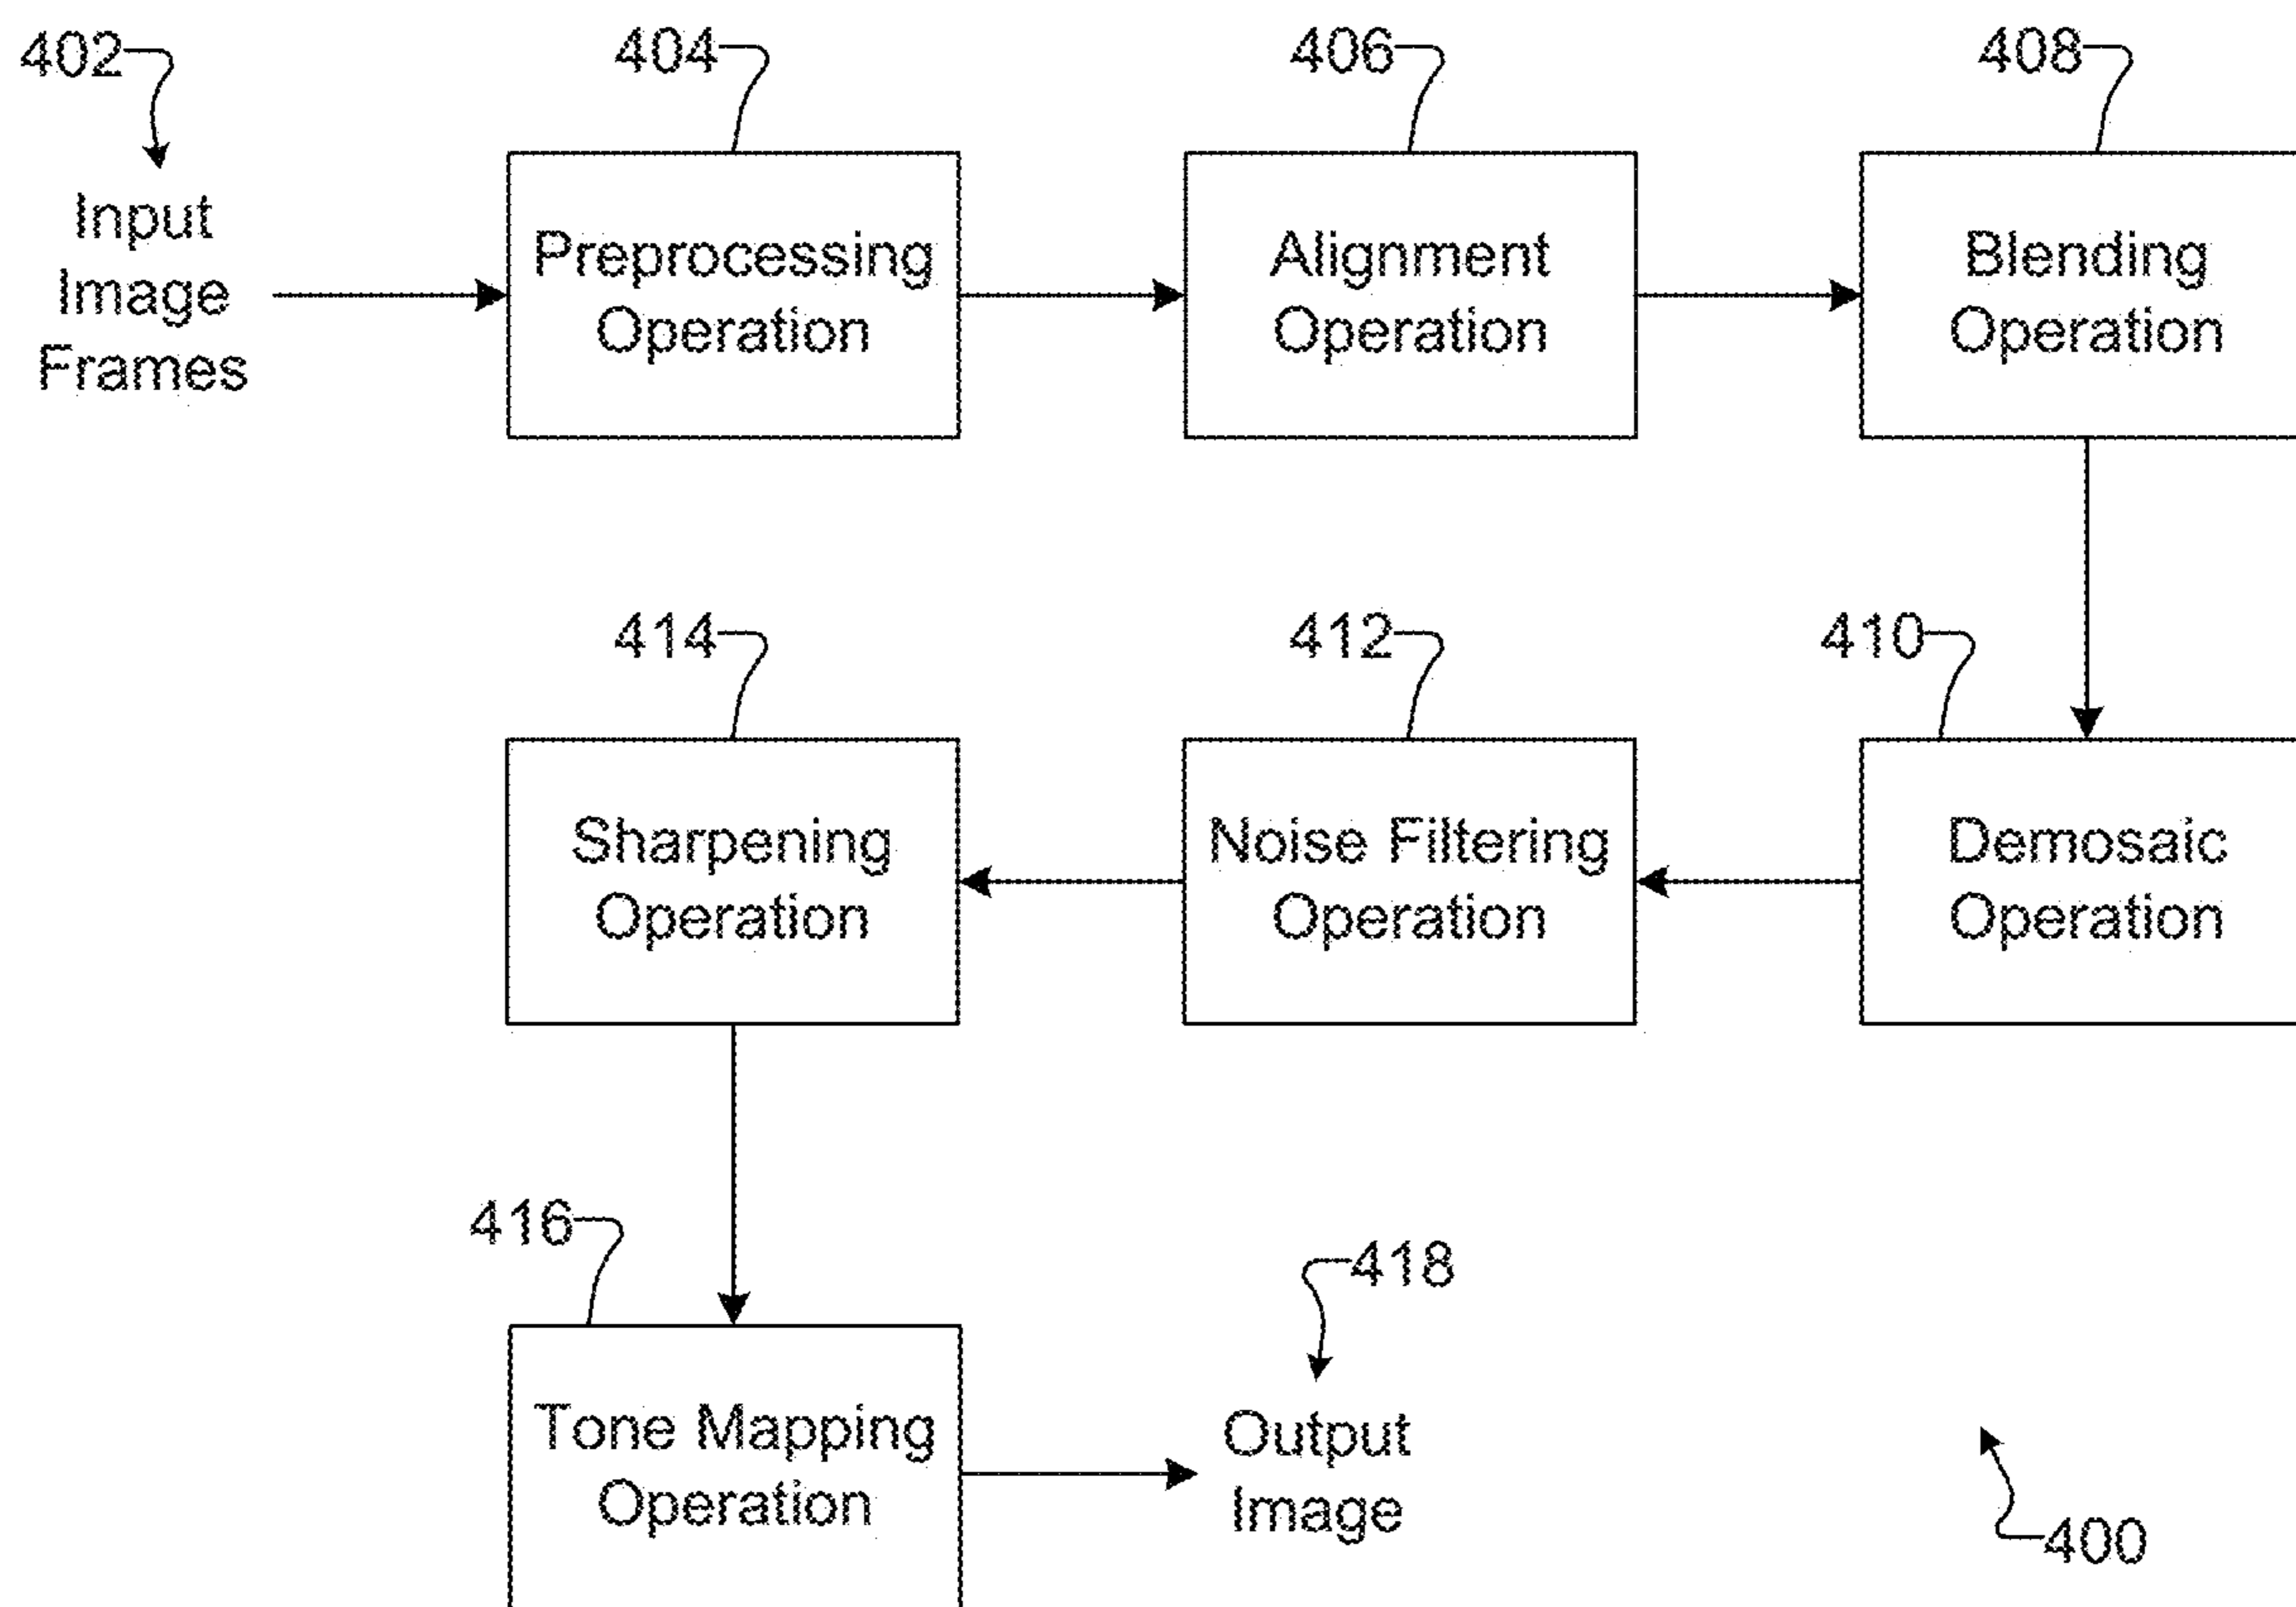 402
404
406
408
Input
Image
Frames
Preprocessing
Operation
Alignment
Operation
Blending
Operation
414
412
410
Sharpening
Operation
Noise Filtering
Operation
Demosaic
Operation
416
418
Tone Mapping
Operation
Output
Image
400